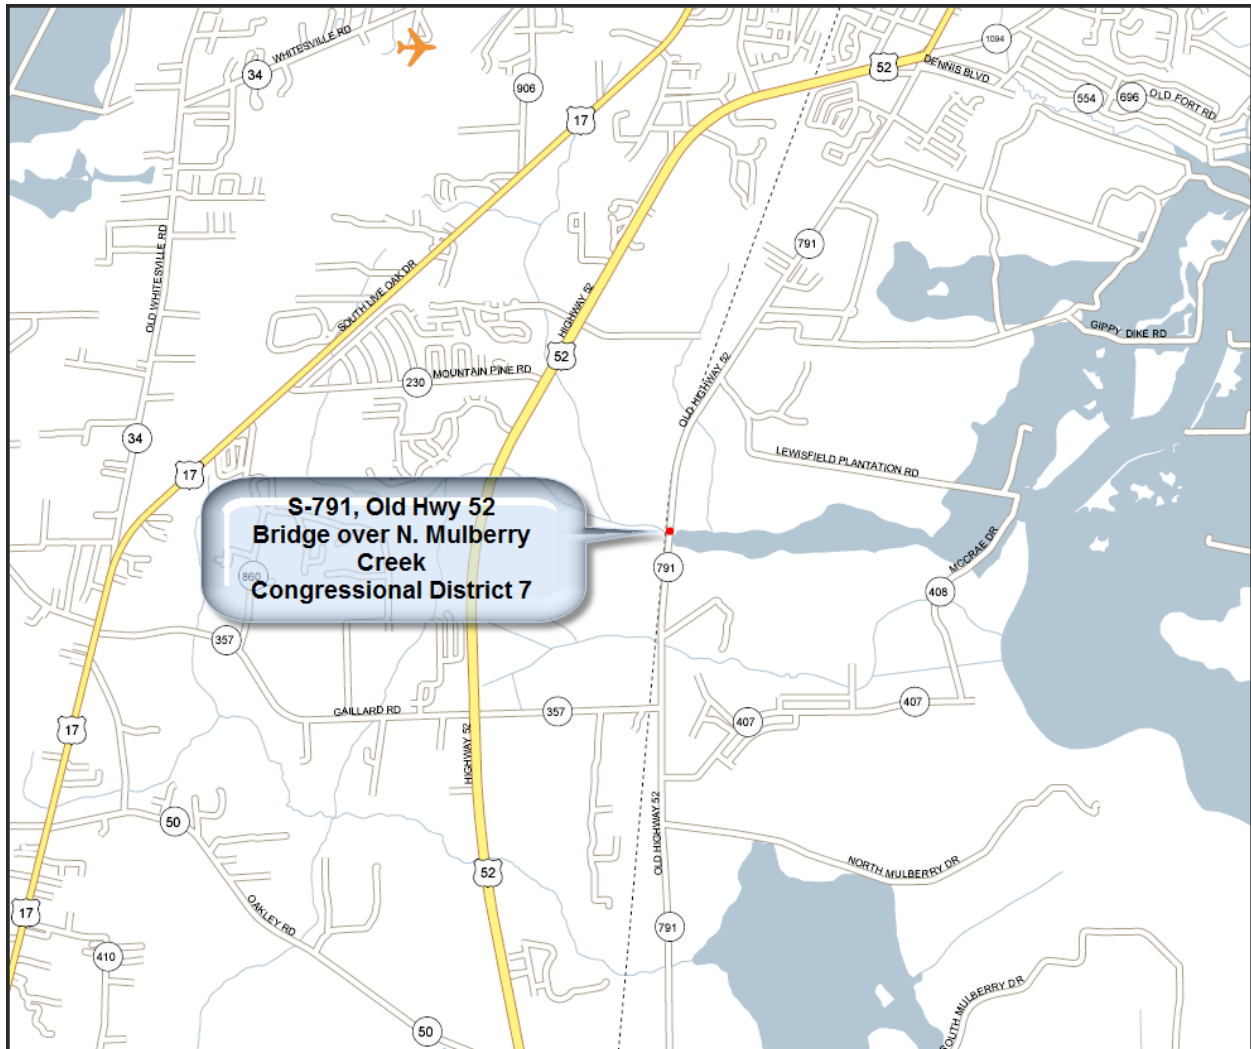 WHITESVILLE RD
34
906
17
52
1094
DENNIS BLVD
554
696
OLD FORT RD
791
OLD WHITESVILLE RD
SOUTH LIVE OAK DR
HIGHWAY 52
GIPPY DIKE RD
52
230
MOUNTAIN PINE RD
OLD HIGHWAY 52
34
17
LEWISFIELD PLANTATION RD
S-791, Old Hwy 52
Bridge over N. Mulberry
Creek
Congressional District 7
860
791
MCCRAE DR
408
357
GAILLARD RD
357
407
407
17
HIGHWAY 52
50
OLD HIGHWAY 52
NORTH MULBERRY DR
52
17
OAKLEY RD
791
410
SOUTH MULBERRY DR
50